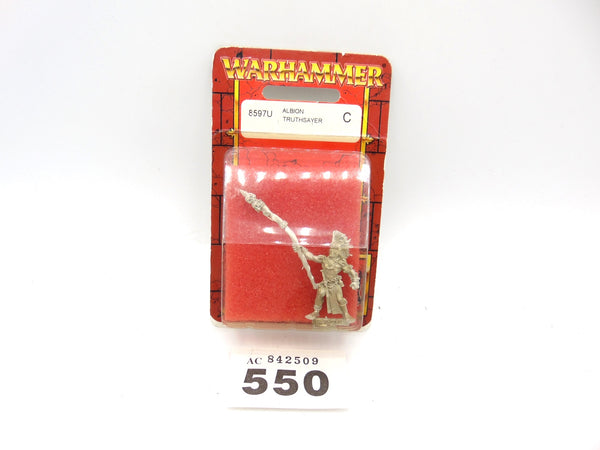 WARHAMMER
8597U ALBION C
TRUTHSAYER
AC 842509
550